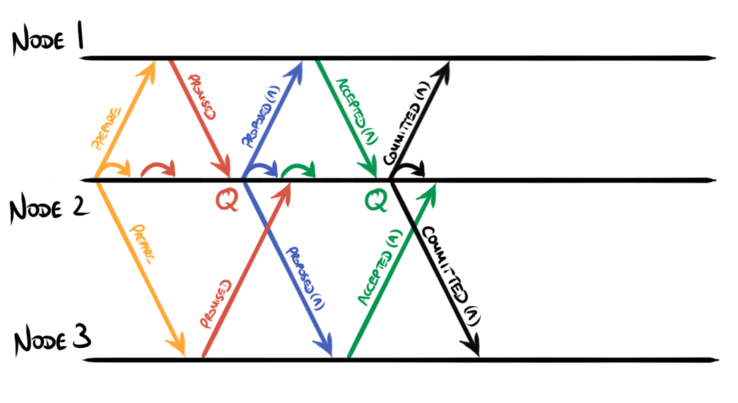 NODE 1
PREPARE
PROMISED
PROPOSED(A)
ACCEPTED(A)
COMMITTED(A)
Q
Q
NODE 2
PREPARE
PROMISED
PROPOSED(A)
ACCEPTED(A)
COMMITTED(A)
NODE 3